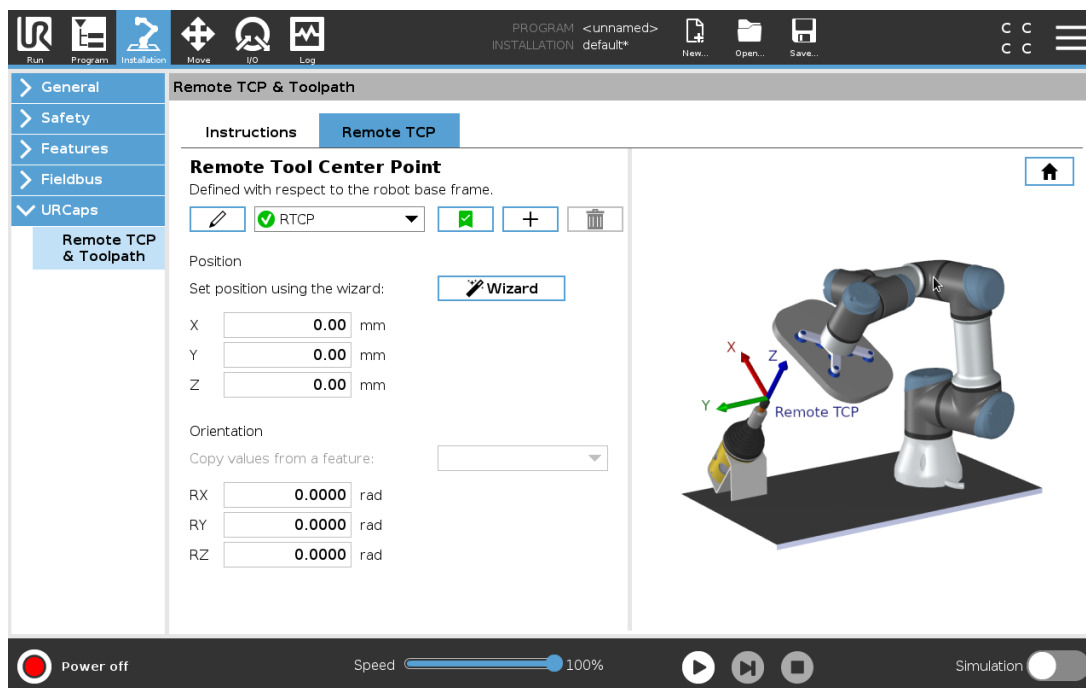 PROGRAM <unnamed>
INSTALLATION default*
C C
C C
Run Program Installation Move I/O Log New... Open... Save...
General
Safety
Features
Fieldbus
URCaps
Remote TCP
& Toolpath
Remote TCP & Toolpath
Instructions Remote TCP
Remote Tool Center Point
Defined with respect to the robot base frame.
RTCP
Position
Set position using the wizard: Wizard
X 0.00 mm
Y 0.00 mm
Z 0.00 mm
Orientation
Copy values from a feature:
RX 0.0000 rad
RY 0.0000 rad
RZ 0.0000 rad
X
Z
Y
Remote TCP
Power off Speed 100% Simulation